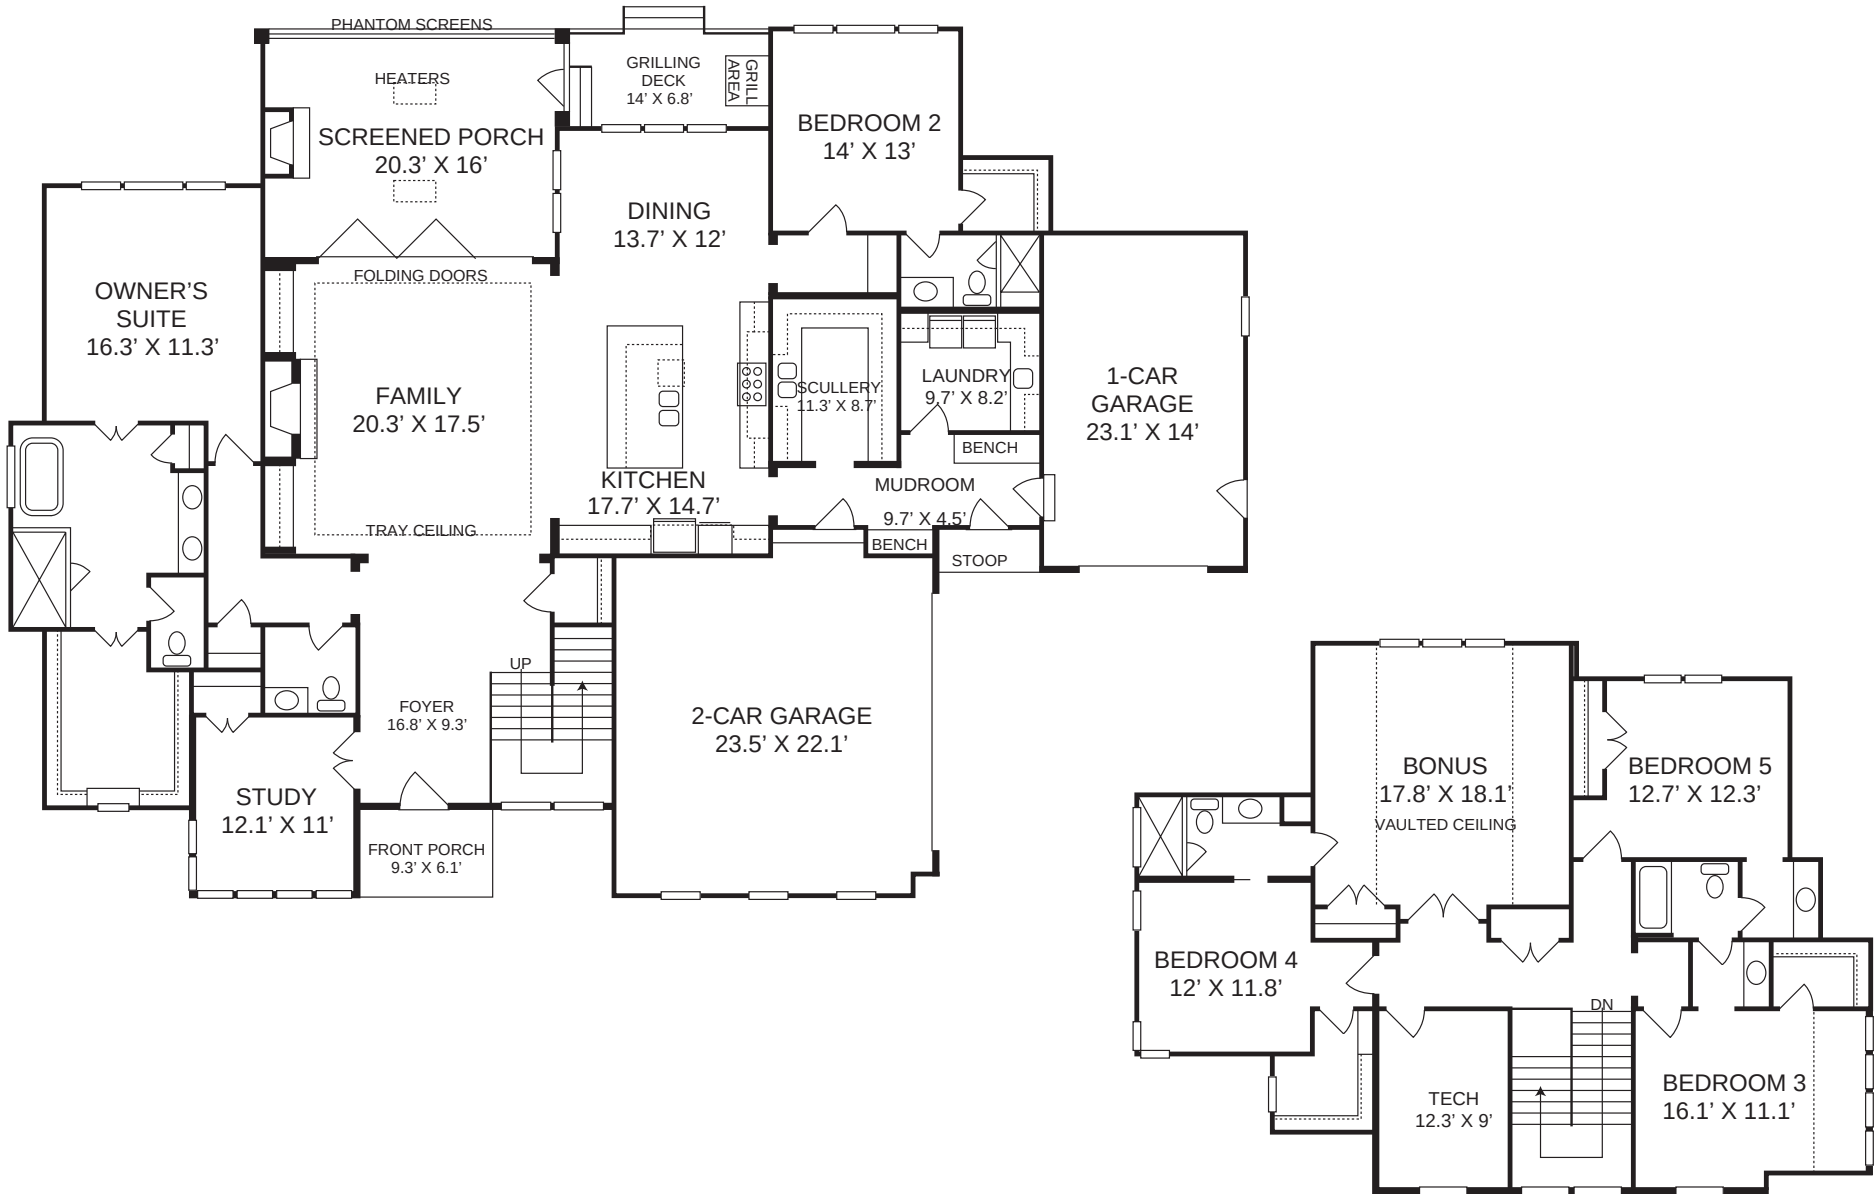 PHANTOM SCREENS
HEATERS
SCREENED PORCH
20.3’ X 16’
GRILLING
DECK
14’ X 6.8’
GRILL
AREA
BEDROOM 2
14’ X 13’
DINING
13.7’ X 12’
OWNER’S
SUITE
16.3’ X 11.3’
FOLDING DOORS
FAMILY
20.3’ X 17.5’
TRAY CEILING
KITCHEN
17.7’ X 14.7’
SCULLERY
11.3’ X 8.7’
LAUNDRY
9.7’ X 8.2’
BENCH
MUDROOM
9.7’ X 4.5’
BENCH
STOOP
1-CAR
GARAGE
23.1’ X 14’
UP
FOYER
16.8’ X 9.3’
2-CAR GARAGE
23.5’ X 22.1’
STUDY
12.1’ X 11’
FRONT PORCH
9.3’ X 6.1’
BONUS
17.8’ X 18.1’
VAULTED CEILING
BEDROOM 5
12.7’ X 12.3’
BEDROOM 4
12’ X 11.8’
DN
TECH
12.3’ X 9’
BEDROOM 3
16.1’ X 11.1’